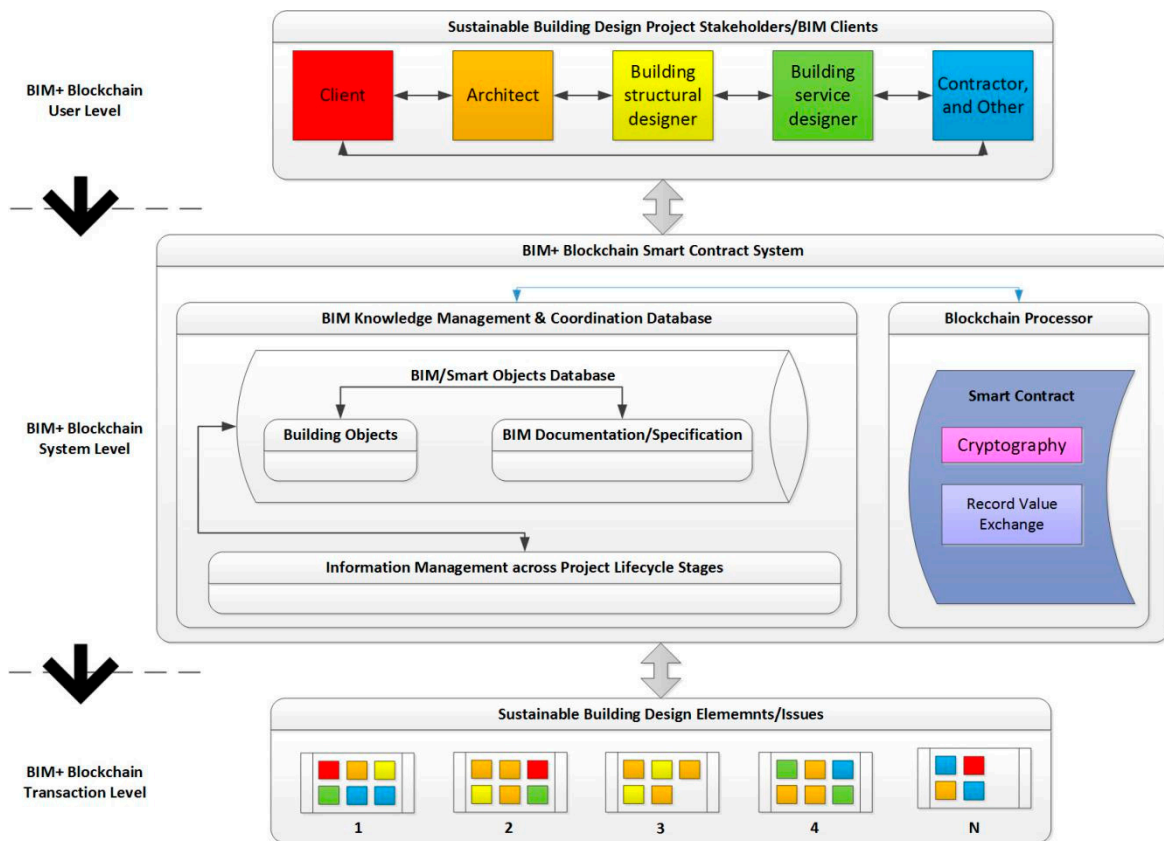 Sustainable Building Design Project Stakeholders/BIM Clients
BIM+ Blockchain
User Level
Client
Architect
Building
structural
designer
Building
service
designer
Contractor,
and Other
BIM+ Blockchain Smart Contract System
BIM+ Blockchain
System Level
BIM Knowledge Management & Coordination Database
BIM/Smart Objects Database
Building Objects
BIM Documentation/Specification
Information Management across Project Lifecycle Stages
Blockchain Processor
Smart Contract
Cryptography
Record Value
Exchange
BIM+ Blockchain
Transaction Level
Sustainable Building Design Elememnts/Issues
1
2
3
4
N